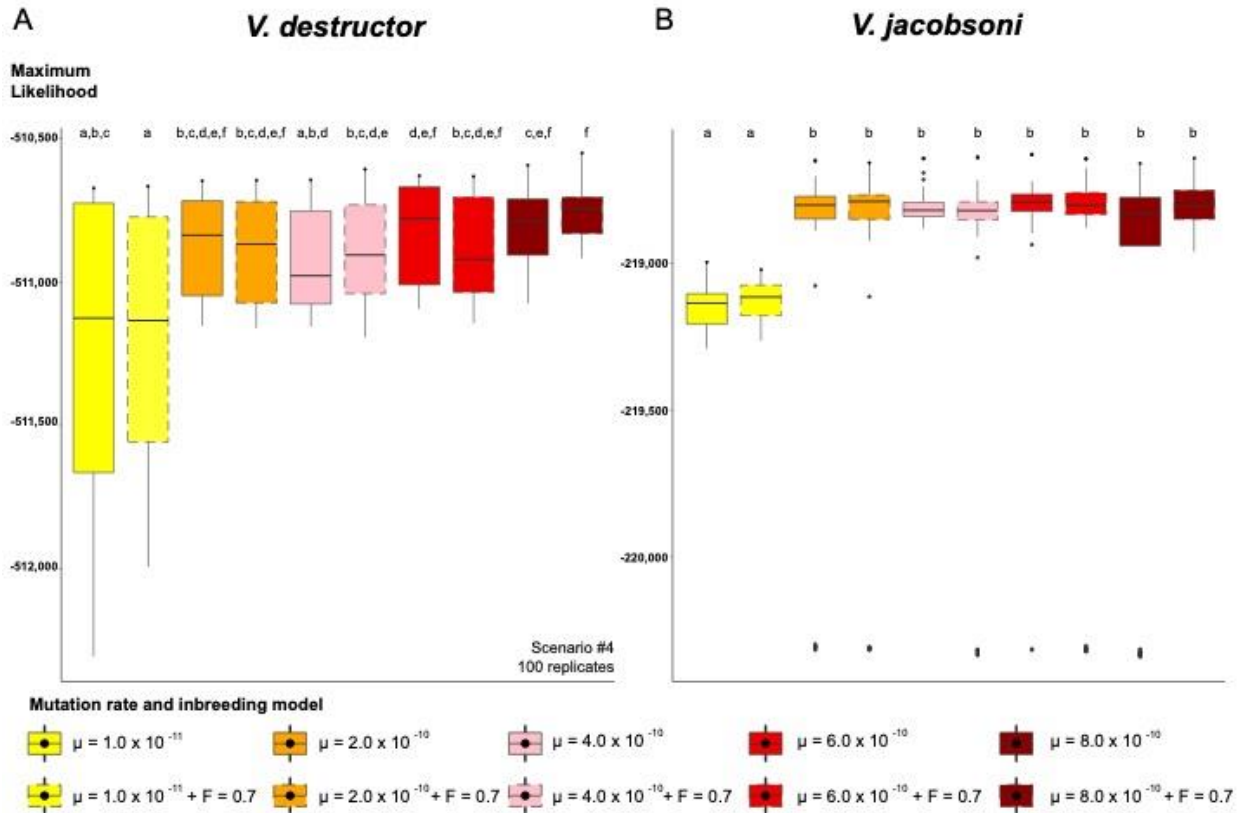 A
V. destructor
B
V. jacobsoni
Maximum
Likelihood
a,b,c a b,c,d,e,f b,c,d,e,f a,b,d b,c,d,e d,e,f b,c,d,e,f c,e,f f
a a b b b b b b b b
-510,500
-511,000
-511,500
-512,000
-219,000
-219,500
-220,000
Scenario #4
100 replicates
Mutation rate and inbreeding model
μ = 1.0 x 10 -11 μ = 2.0 x 10 -10 μ = 4.0 x 10 -10 μ = 6.0 x 10 -10 μ = 8.0 x 10 -10
μ = 1.0 x 10 -11 + F = 0.7 μ = 2.0 x 10 -10 + F = 0.7 μ = 4.0 x 10 -10 + F = 0.7 μ = 6.0 x 10 -10 + F = 0.7 μ = 8.0 x 10 -10 + F = 0.7